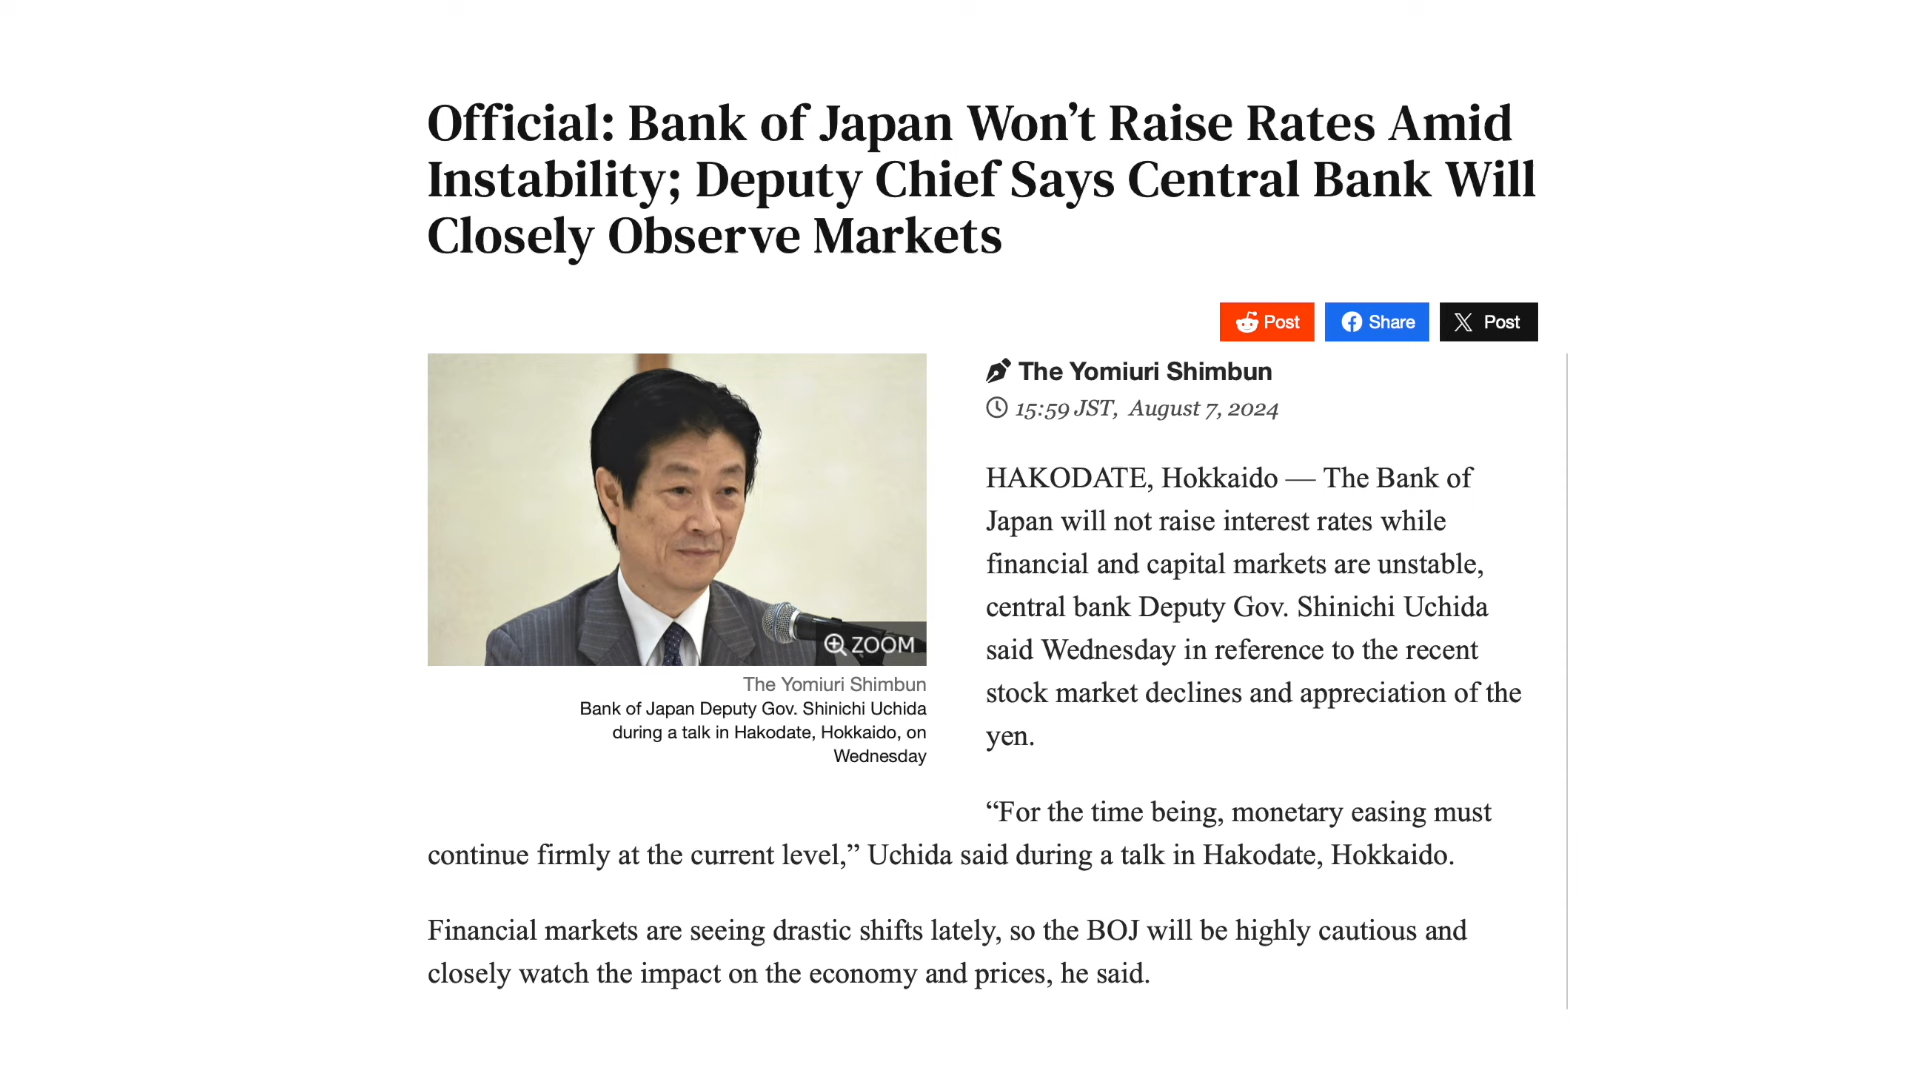 Official: Bank of Japan Won’t Raise Rates Amid
Instability; Deputy Chief Says Central Bank Will
Closely Observe Markets
Post
Share
Post
ZOOM
The Yomiuri Shimbun
Bank of Japan Deputy Gov. Shinichi Uchida
during a talk in Hakodate, Hokkaido, on
Wednesday
The Yomiuri Shimbun
15:59 JST, August 7, 2024
HAKODATE, Hokkaido — The Bank of
Japan will not raise interest rates while
financial and capital markets are unstable,
central bank Deputy Gov. Shinichi Uchida
said Wednesday in reference to the recent
stock market declines and appreciation of the
yen.
“For the time being, monetary easing must
continue firmly at the current level,” Uchida said during a talk in Hakodate, Hokkaido.
Financial markets are seeing drastic shifts lately, so the BOJ will be highly cautious and
closely watch the impact on the economy and prices, he said.